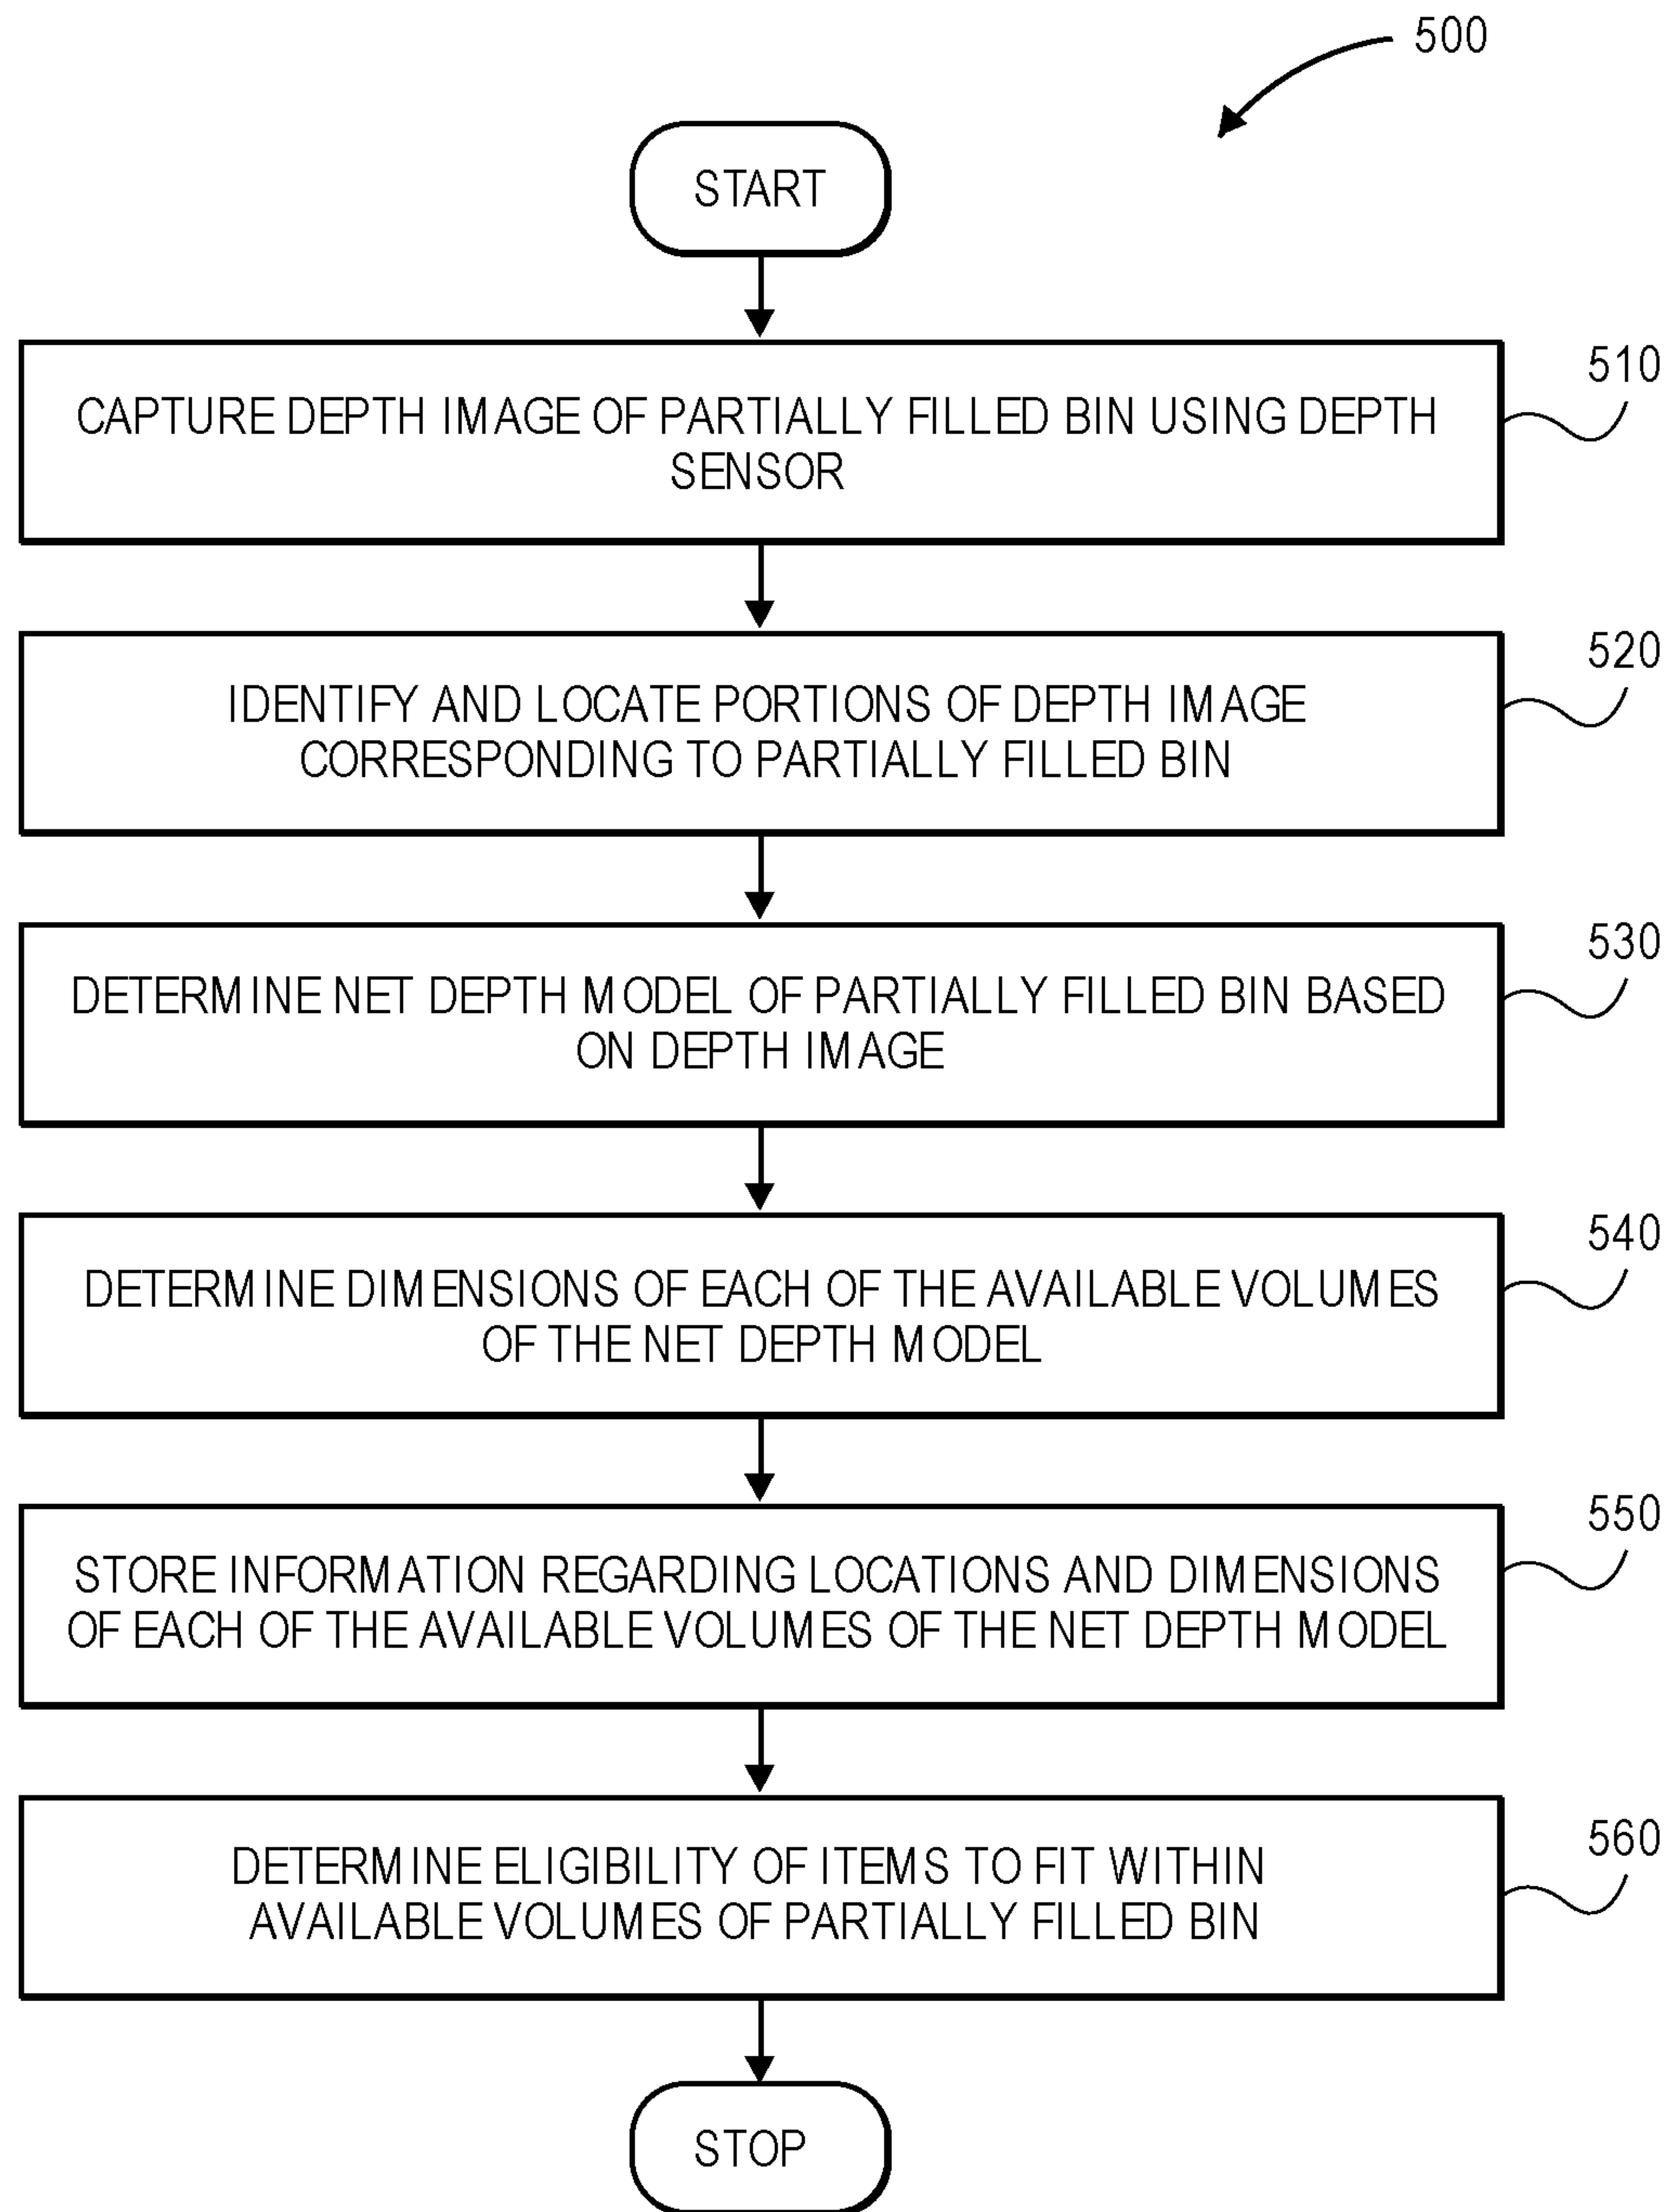 500
START
510
CAPTURE DEPTH IMAGE OF PARTIALLY FILLED BIN USING DEPTH
SENSOR
520
IDENTIFY AND LOCATE PORTIONS OF DEPTH IMAGE
CORRESPONDING TO PARTIALLY FILLED BIN
530
DETERMINE NET DEPTH MODEL OF PARTIALLY FILLED BIN BASED
ON DEPTH IMAGE
540
DETERMINE DIMENSIONS OF EACH OF THE AVAILABLE VOLUMES
OF THE NET DEPTH MODEL
550
STORE INFORMATION REGARDING LOCATIONS AND DIMENSIONS
OF EACH OF THE AVAILABLE VOLUMES OF THE NET DEPTH MODEL
560
DETERMINE ELIGIBILITY OF ITEMS TO FIT WITHIN
AVAILABLE VOLUMES OF PARTIALLY FILLED BIN
STOP